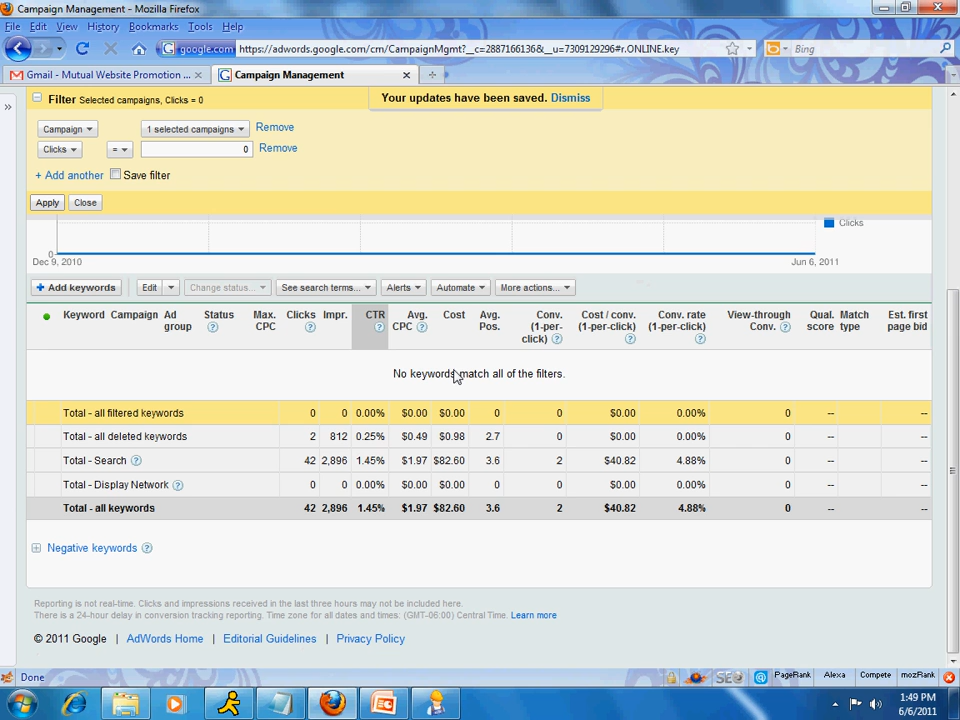 Campaign Management - Mozilla Firefox
File Edit View History Bookmarks Tools Help
google.com https://adwords.google.com/cm/CampaignMgmt?__c=2887166136&__u=7309129296#r.ONLINE.key Bing
Gmail - Mutual Website Promotion ... Campaign Management
Filter Selected campaigns, Clicks = 0
Your updates have been saved. Dismiss
Campaign 1 selected campaigns Remove
Clicks = 0 Remove
+ Add another Save filter
Apply Close
Clicks
0
Dec 9, 2010 Jun 6, 2011
Add keywords Edit Change status... See search terms... Alerts Automate More actions...
Keyword Campaign Ad group Status Max. CPC Clicks Impr. CTR Avg. CPC Cost Avg. Pos. Conv. (1-per-click) Cost / conv. (1-per-click) Conv. rate (1-per-click) View-through Conv. Qual. score Match type Est. first page bid
No keywords match all of the filters.
Total - all filtered keywords 0 0 0.00% $0.00 $0.00 0 0 $0.00 0.00% 0 -- --
Total - all deleted keywords 2 812 0.25% $0.49 $0.98 2.7 0 $0.00 0.00% 0 -- --
Total - Search 42 2,896 1.45% $1.97 $82.60 3.6 2 $40.82 4.88% 0 -- --
Total - Display Network 0 0 0.00% $0.00 $0.00 0 0 $0.00 0.00% 0 -- --
Total - all keywords 42 2,896 1.45% $1.97 $82.60 3.6 2 $40.82 4.88% 0 -- --
Negative keywords
Reporting is not real-time. Clicks and impressions received in the last three hours may not be included here.
There is a 24-hour delay in conversion tracking reporting. Time zone for all dates and times: (GMT-06:00) Central Time. Learn more
© 2011 Google | AdWords Home | Editorial Guidelines | Privacy Policy
Done SEO PageRank Alexa Compete mozRank
1:49 PM
6/6/2011